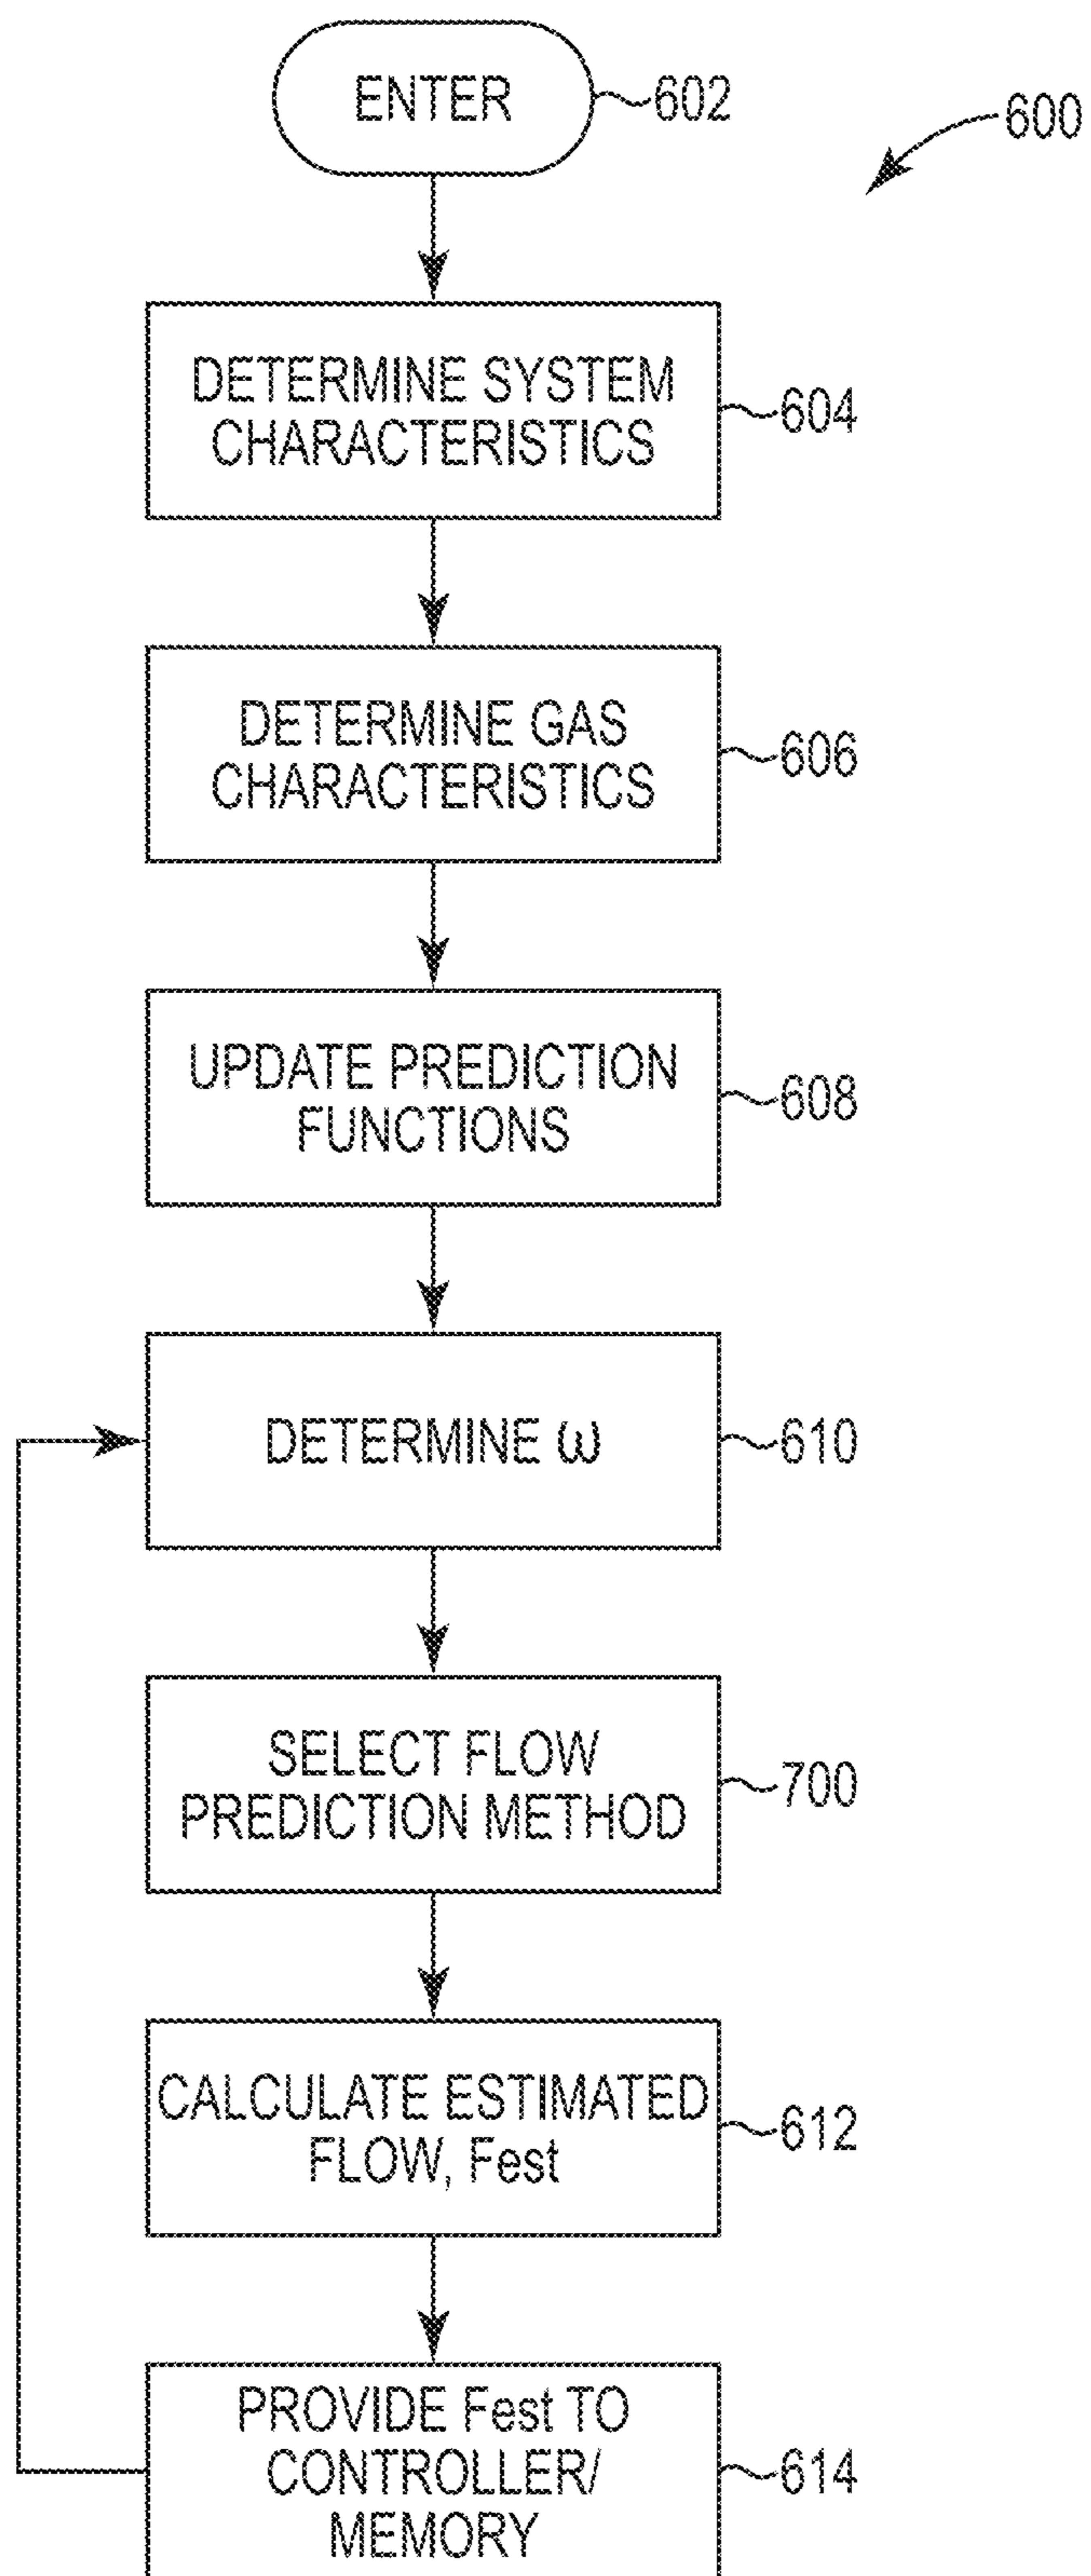 ENTER
602
600
DETERMINE SYSTEM
CHARACTERISTICS
604
DETERMINE GAS
CHARACTERISTICS
606
UPDATE PREDICTION
FUNCTIONS
608
DETERMINE ω
610
SELECT FLOW
PREDICTION METHOD
700
CALCULATE ESTIMATED
FLOW, Fest
612
PROVIDE Fest TO
CONTROLLER/
MEMORY
614